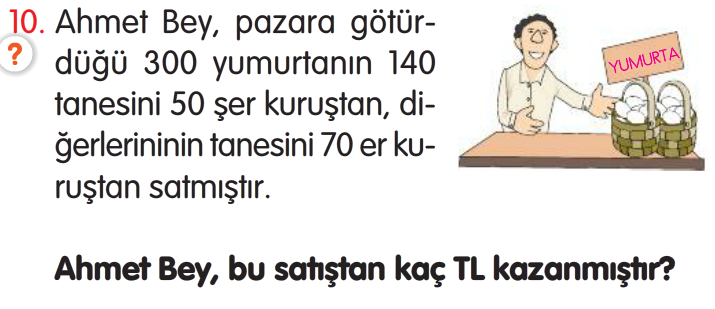 10. Ahmet Bey, pazara götür-
? düğü 300 yumurtanın 140
tanesini 50 şer kuruştan, di-
ğerlerininin tanesini 70 er ku-
ruştan satmıştır.
YUMURTA
Ahmet Bey, bu satıştan kaç TL kazanmıştır?